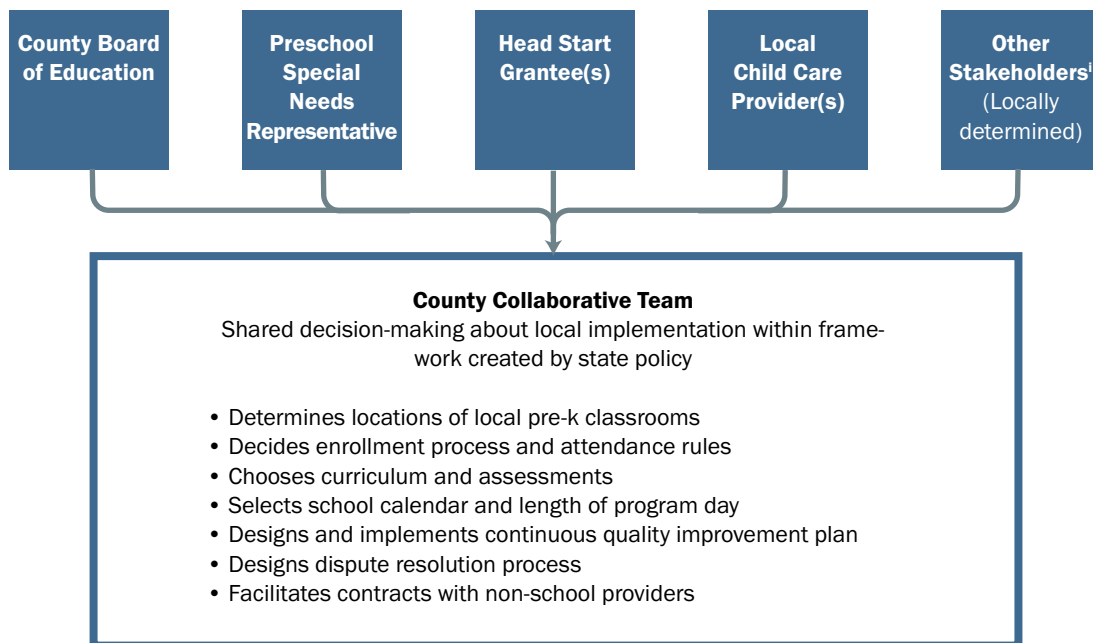 County Board
of Education
Preschool
Special
Needs
Representative
Head Start
Grantee(s)
Local
Child Care
Provider(s)
Other
Stakeholdersⁱ
(Locally
determined)
County Collaborative Team
Shared decision-making about local implementation within frame-
work created by state policy
• Determines locations of local pre-k classrooms
• Decides enrollment process and attendance rules
• Chooses curriculum and assessments
• Selects school calendar and length of program day
• Designs and implements continuous quality improvement plan
• Designs dispute resolution process
• Facilitates contracts with non-school providers